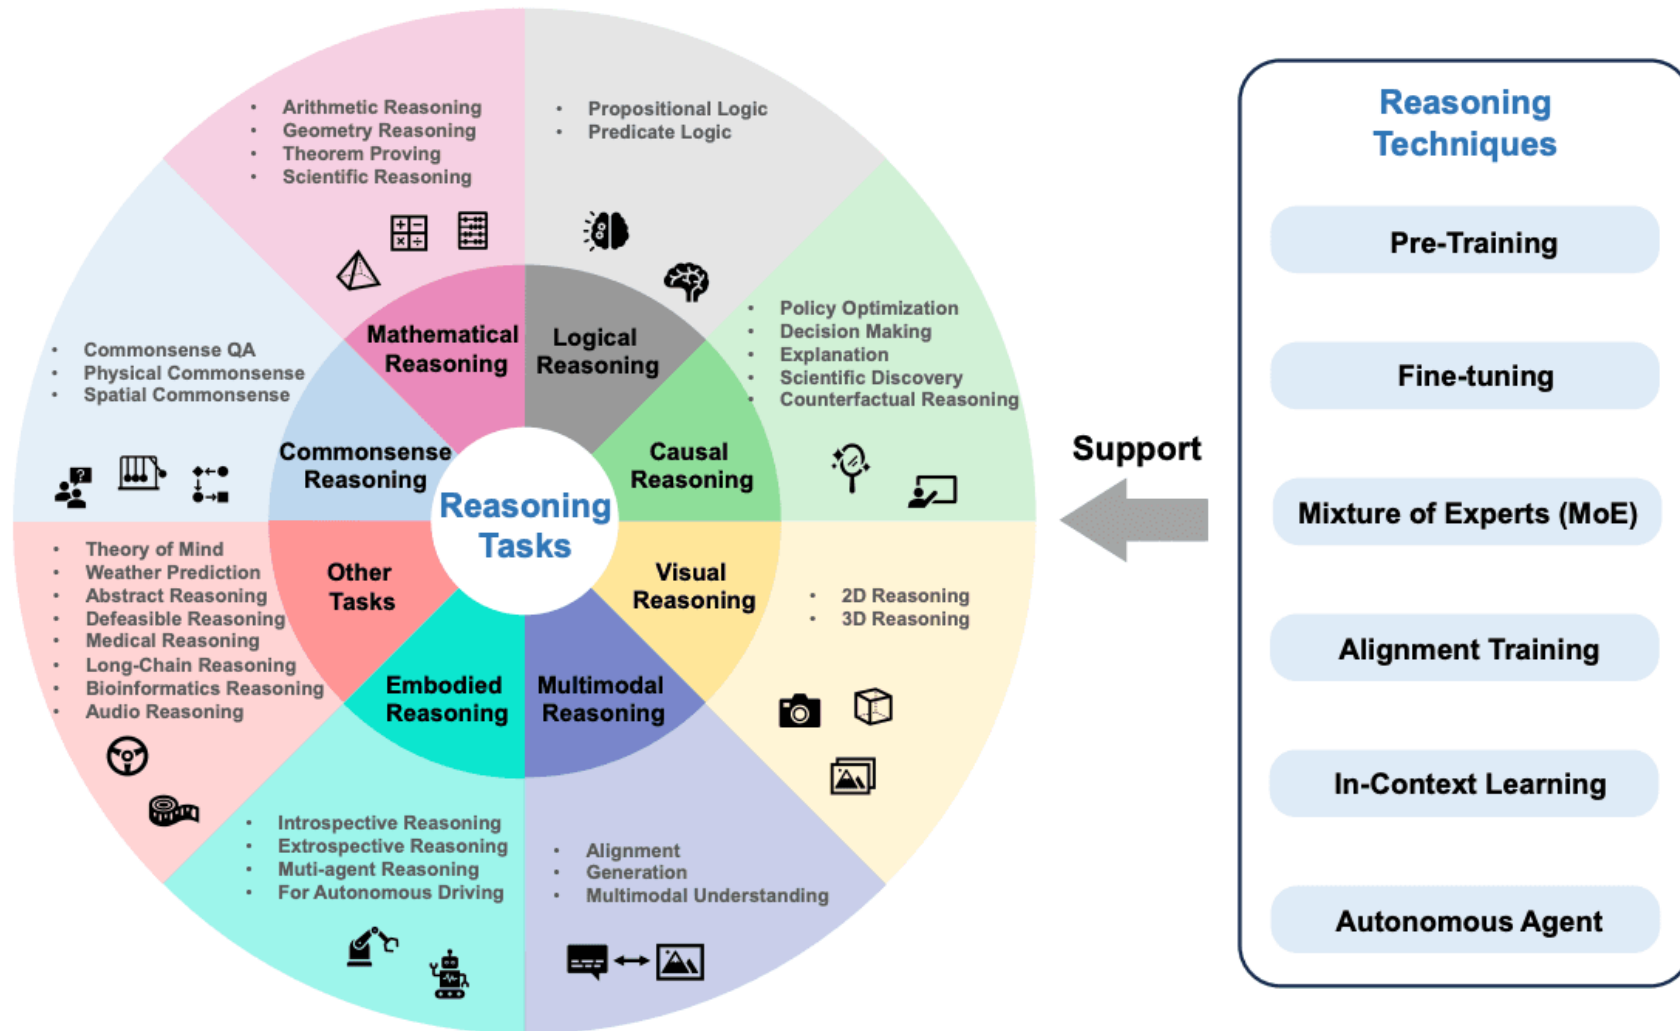 Arithmetic Reasoning
Geometry Reasoning
Theorem Proving
Scientific Reasoning
Propositional Logic
Predicate Logic
Mathematical
Reasoning
Logical
Reasoning
Policy Optimization
Decision Making
Explanation
Scientific Discovery
Counterfactual Reasoning
Commonsense QA
Physical Commonsense
Spatial Commonsense
Commonsense
Reasoning
Causal
Reasoning
Reasoning
Tasks
Theory of Mind
Weather Prediction
Abstract Reasoning
Defeasible Reasoning
Medical Reasoning
Long-Chain Reasoning
Bioinformatics Reasoning
Audio Reasoning
Other
Tasks
Visual
Reasoning
2D Reasoning
3D Reasoning
Embodied
Reasoning
Multimodal
Reasoning
Introspective Reasoning
Extrospective Reasoning
Muti-agent Reasoning
For Autonomous Driving
Alignment
Generation
Multimodal Understanding
Support
Reasoning
Techniques
Pre-Training
Fine-tuning
Mixture of Experts (MoE)
Alignment Training
In-Context Learning
Autonomous Agent